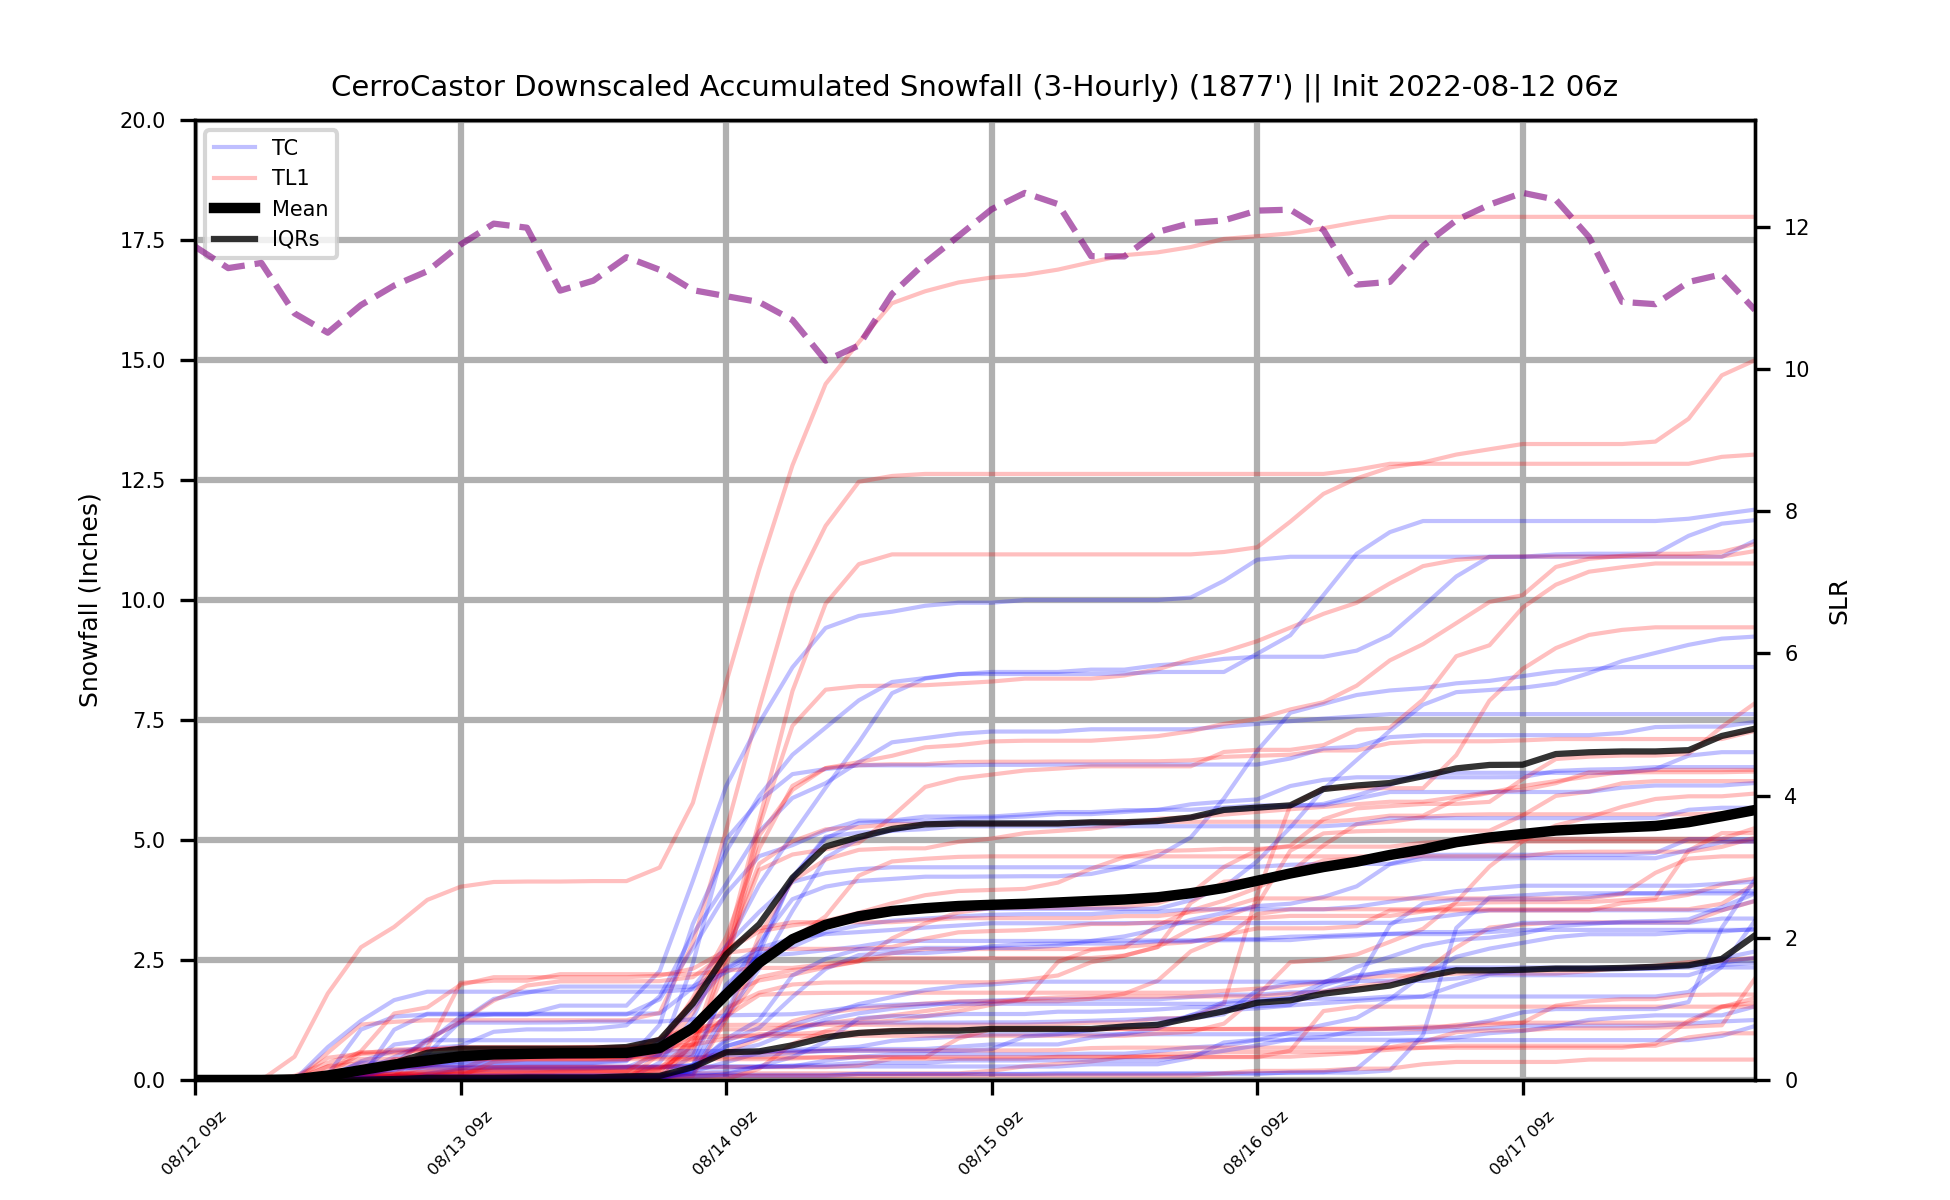 CerroCastor Downscaled Accumulated Snowfall (3-Hourly) (1877') || Init 2022-08-12 06z
TC
TL1
Mean
IQRs
Snowfall (Inches)
20.0
17.5
15.0
12.5
10.0
7.5
5.0
2.5
0.0
12
10
8
6
4
2
0
SLR
08/12 09z
08/13 09z
08/14 09z
08/15 09z
08/16 09z
08/17 09z